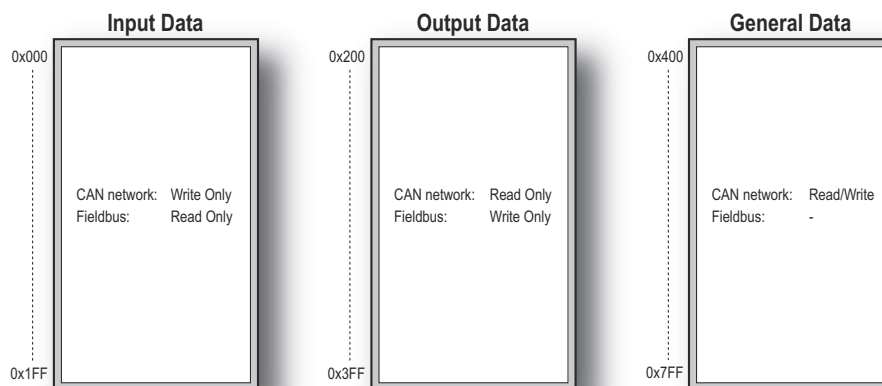 Input Data
0x000
CAN network: Write Only
Fieldbus: Read Only
0x1FF
Output Data
0x200
CAN network: Read Only
Fieldbus: Write Only
0x3FF
General Data
0x400
CAN network: Read/Write
Fieldbus: -
0x7FF